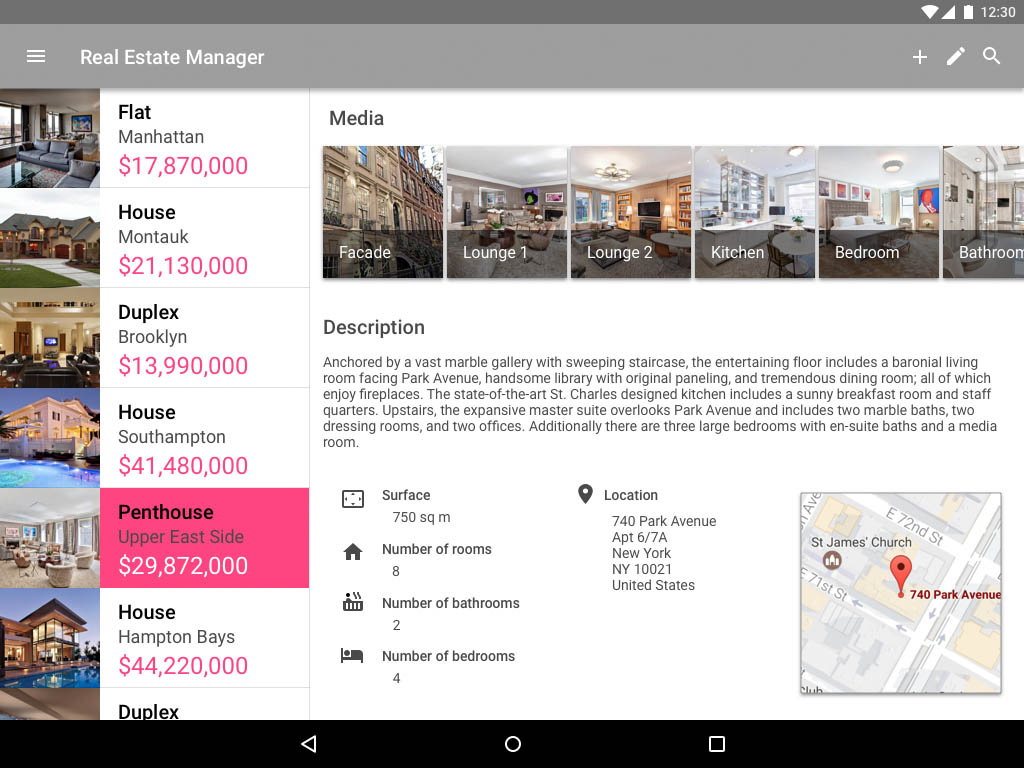 12:30
Real Estate Manager
Flat
Manhattan
$17,870,000
House
Montauk
$21,130,000
Duplex
Brooklyn
$13,990,000
House
Southampton
$41,480,000
Penthouse
Upper East Side
$29,872,000
House
Hampton Bays
$44,220,000
Duplex
Media
Facade
Lounge 1
Lounge 2
Kitchen
Bedroom
Bathroom
Description
Anchored by a vast marble gallery with sweeping staircase, the entertaining floor includes a baronial living
room facing Park Avenue, handsome library with original paneling, and tremendous dining room; all of which
enjoy fireplaces. The state-of-the-art St. Charles designed kitchen includes a sunny breakfast room and staff
quarters. Upstairs, the expansive master suite overlooks Park Avenue and includes two marble baths, two
dressing rooms, and two offices. Additionally there are three large bedrooms with en-suite baths and a media
room.
Surface
750 sq m
Number of rooms
8
Number of bathrooms
2
Number of bedrooms
4
Location
740 Park Avenue
Apt 6/7A
New York
NY 10021
United States
n Ave
E 72nd St
St James' Church
E 71st St
740 Park Avenue
Club